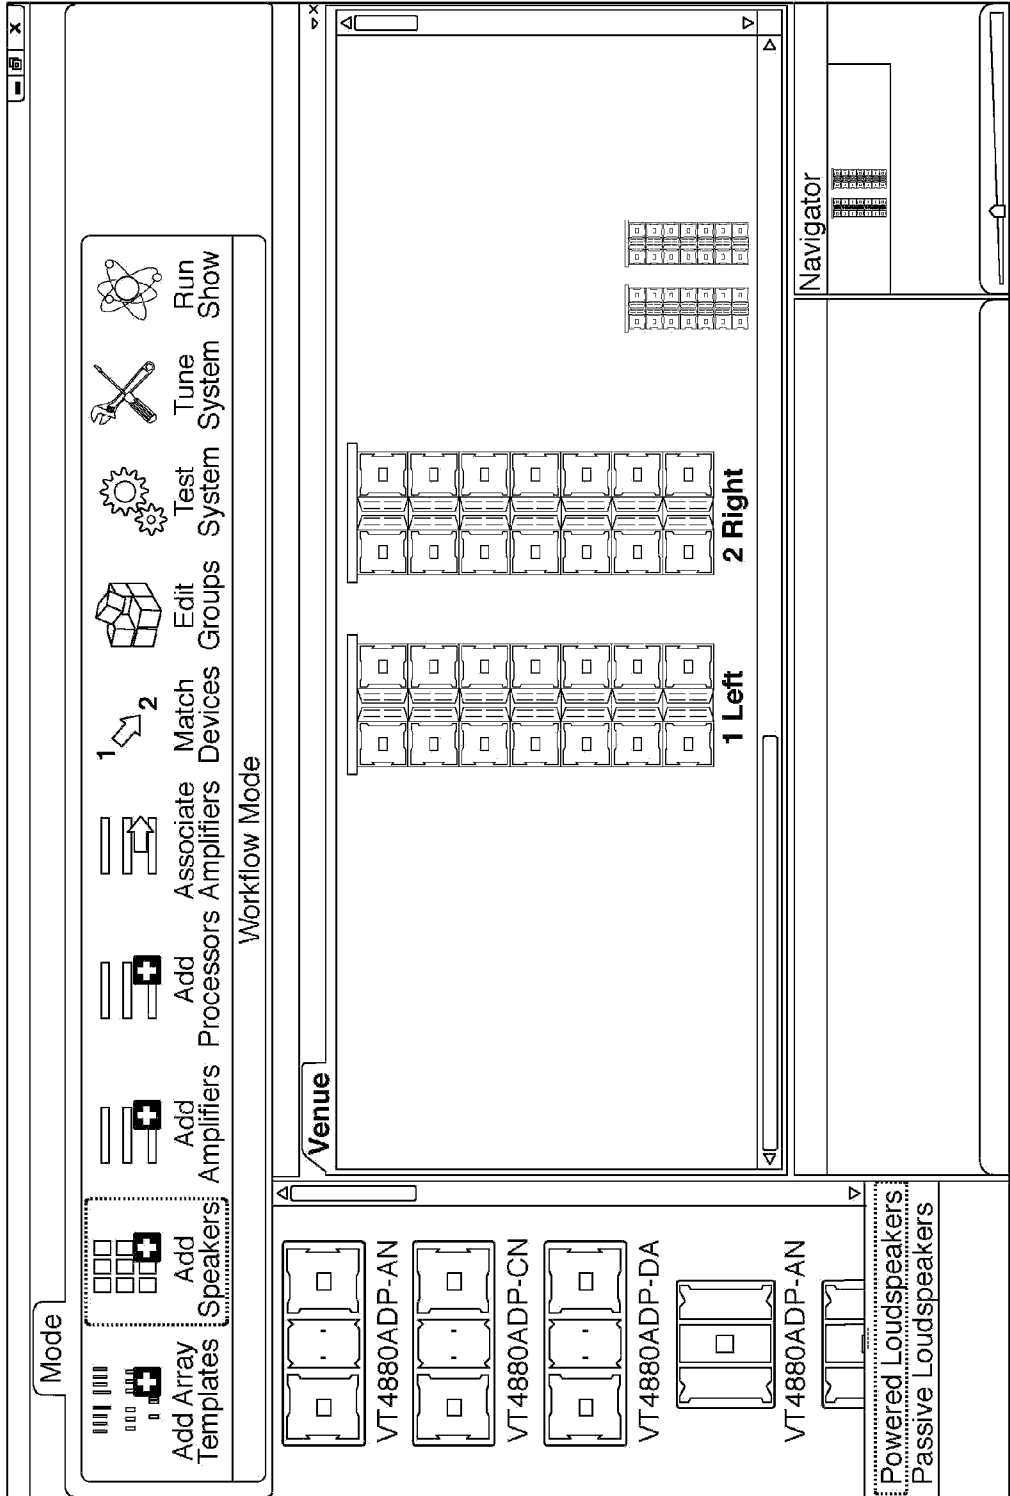 Mode
Add Array
Templates
Add
Speakers
Add
Amplifiers
Add
Processors
Associate
Amplifiers
Match
Devices
1
2
Edit
Groups
Test
System
Tune
System
Run
Show
Workflow Mode
VT4880ADP-AN
VT4880ADP-CN
VT4880ADP-DA
VT4880ADP-AN
Powered Loudspeakers
Passive Loudspeakers
Venue
1 Left
2 Right
Navigator